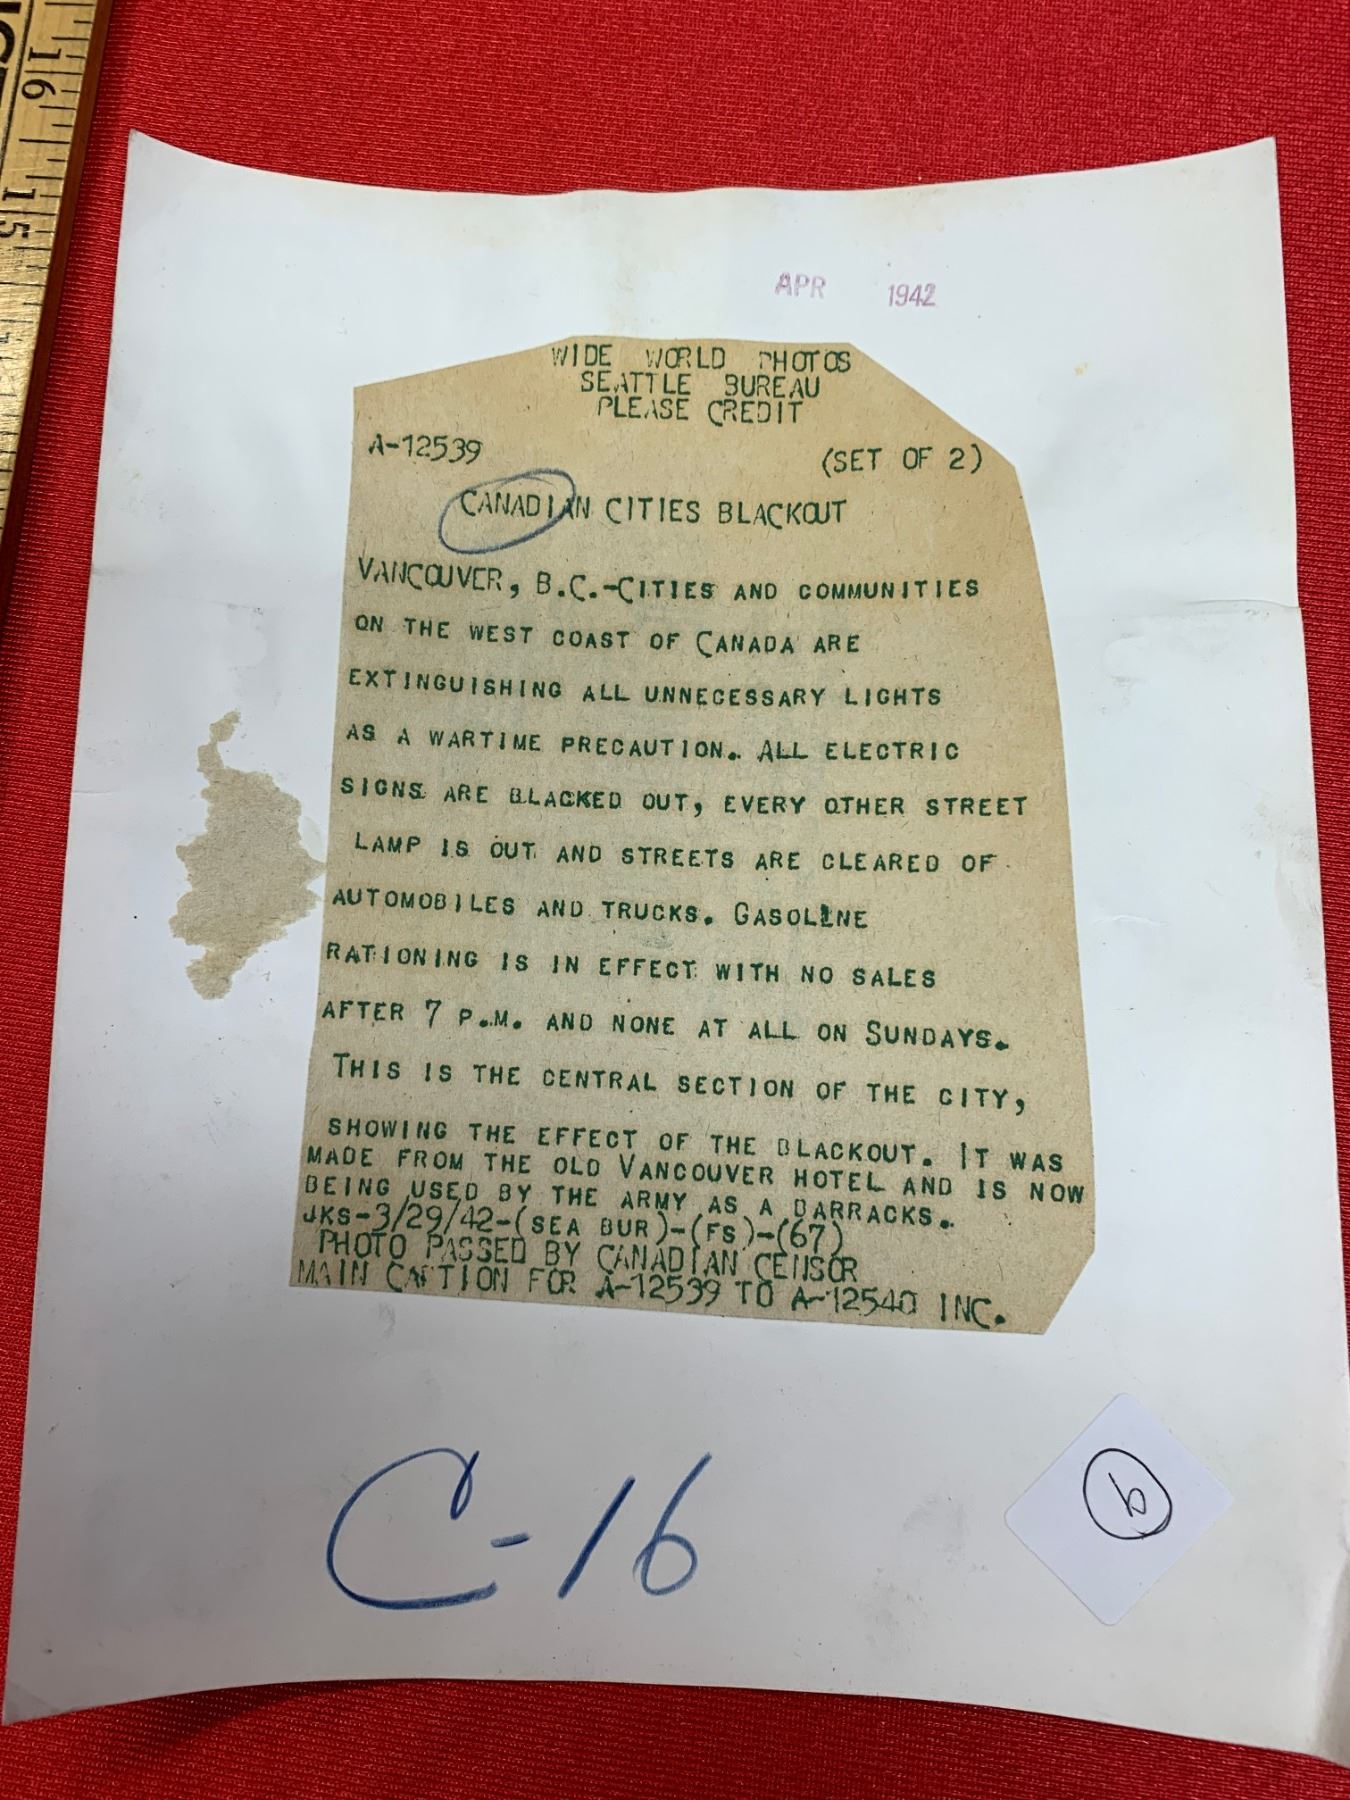 16
15
APR 1942
WIDE WORLD PHOTOS
SEATTLE BUREAU
PLEASE CREDIT
A-12539 (SET OF 2)
CANADIAN CITIES BLACKOUT
VANCOUVER, B.C.-CITIES AND COMMUNITIES
ON THE WEST COAST OF CANADA ARE
EXTINGUISHING ALL UNNECESSARY LIGHTS
AS A WARTIME PRECAUTION. ALL ELECTRIC
SIGNS ARE BLACKED OUT, EVERY OTHER STREET
LAMP IS OUT AND STREETS ARE CLEARED OF
AUTOMOBILES AND TRUCKS. GASOLINE
RATIONING IS IN EFFECT WITH NO SALES
AFTER 7 P.M. AND NONE AT ALL ON SUNDAYS.
THIS IS THE CENTRAL SECTION OF THE CITY,
SHOWING THE EFFECT OF THE BLACKOUT. IT WAS
MADE FROM THE OLD VANCOUVER HOTEL AND IS NOW
BEING USED BY THE ARMY AS A BARRACKS.
JKS-3/29/42-(SEA BUR)-(FS)-(67)
PHOTO PASSED BY CANADIAN CENSOR
MAIN CAPTION FOR A-12539 TO A-12540 INC.
C-16